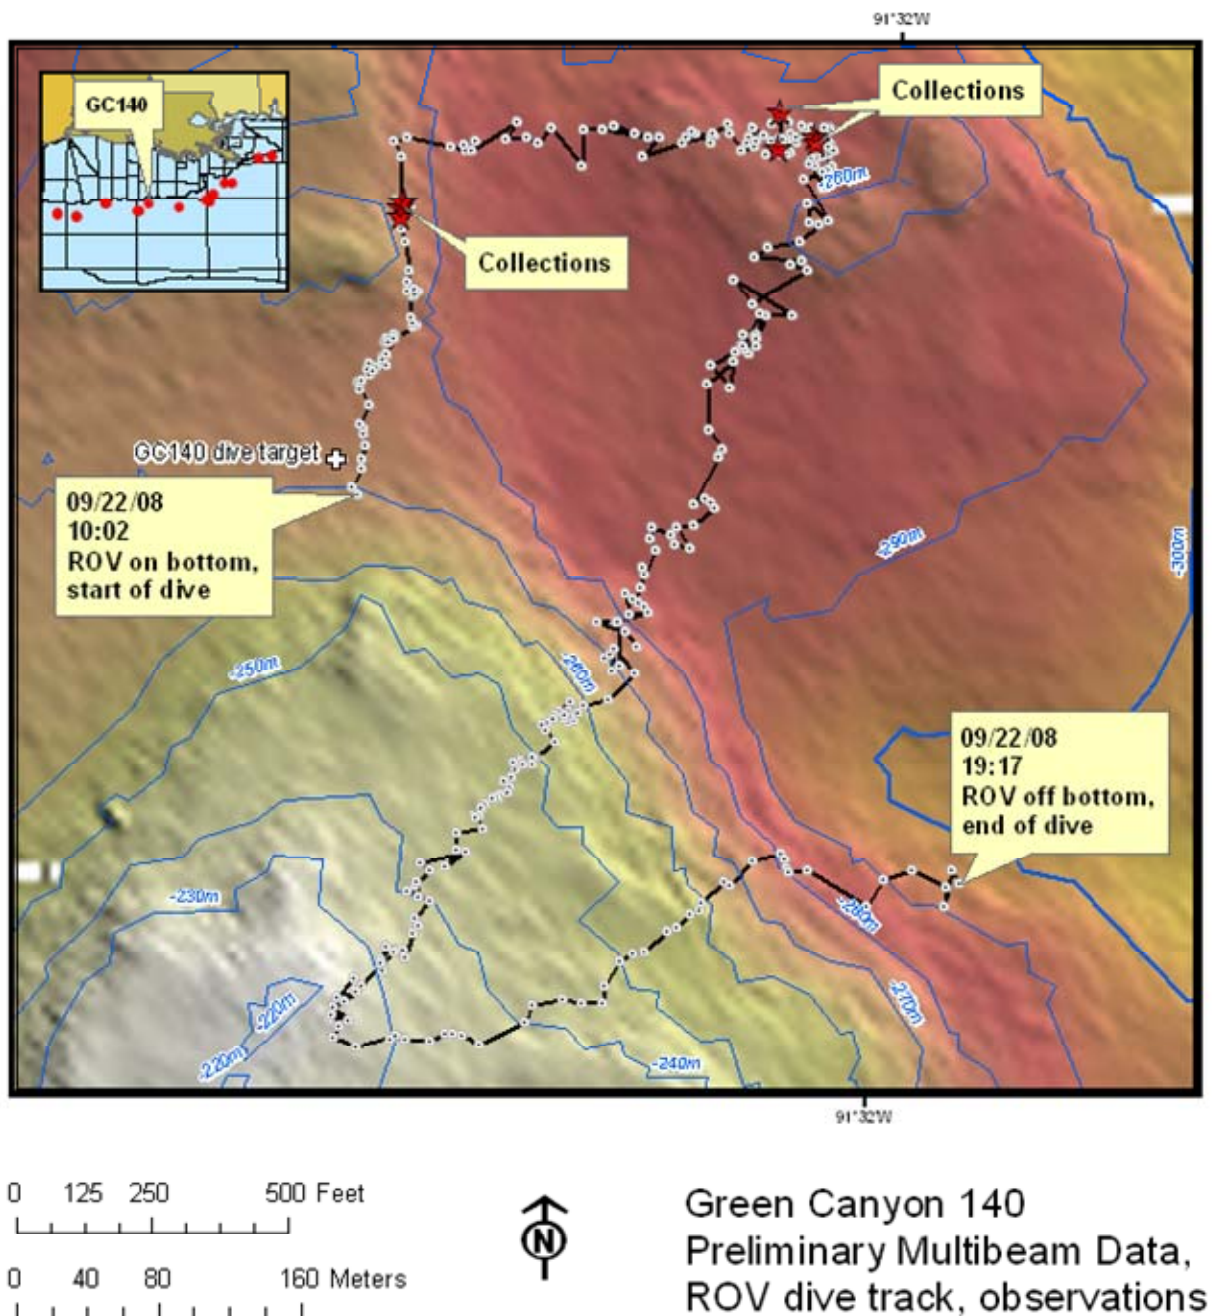 91°32'W
GC140
Collections
-260m
Collections
GC140 dive target
09/22/08
10:02
ROV on bottom,
start of dive
-290m
-300m
-250m
-260m
09/22/08
19:17
ROV off bottom,
end of dive
-230m
-280m
-220m
-270m
-220m
-240m
91°32'W
0 125 250 500 Feet
N
0 40 80 160 Meters
Green Canyon 140
Preliminary Multibeam Data,
ROV dive track, observations